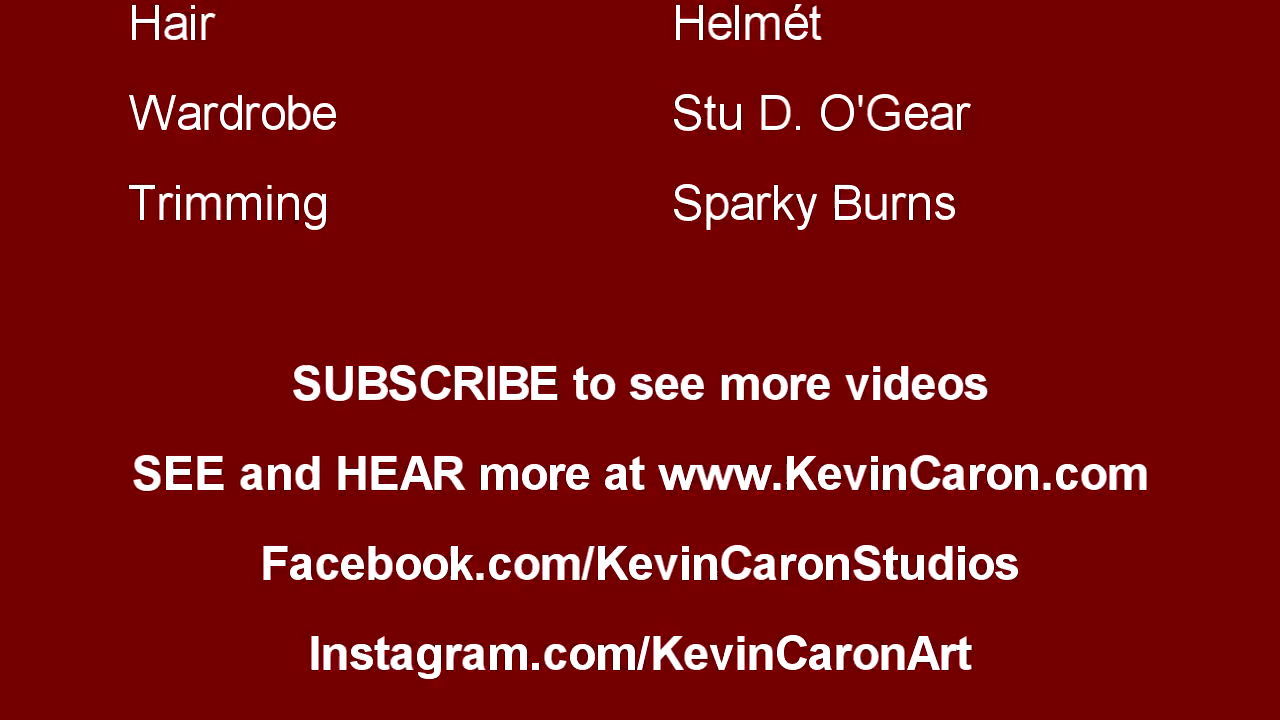 Hair Helmét
Wardrobe Stu D. O'Gear
Trimming Sparky Burns
SUBSCRIBE to see more videos
SEE and HEAR more at www.KevinCaron.com
Facebook.com/KevinCaronStudios
Instagram.com/KevinCaronArt